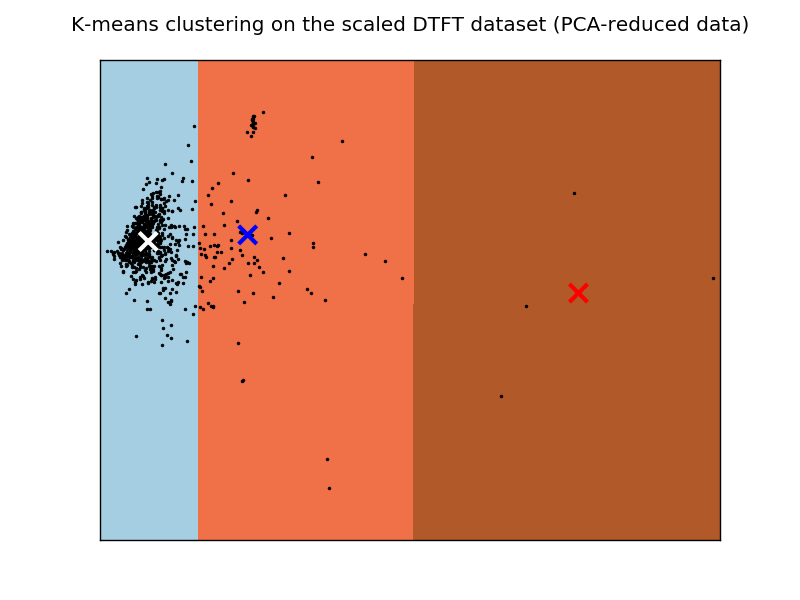 K-means clustering on the scaled DTFT dataset (PCA-reduced data)